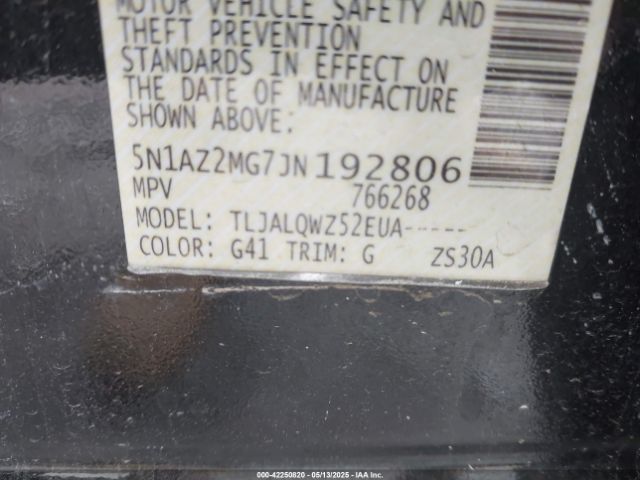 MOTOR VEHICLE SAFETY AND
THEFT PREVENTION
STANDARDS IN EFFECT ON
THE DATE OF MANUFACTURE
SHOWN ABOVE:
5N1AZ2MG7JN192806
MPV 766268
MODEL: TLJALQWZ52EUA-----
COLOR: G41 TRIM: G ZS30A
000-42250820 — 05/13/2025 — IAA Inc.